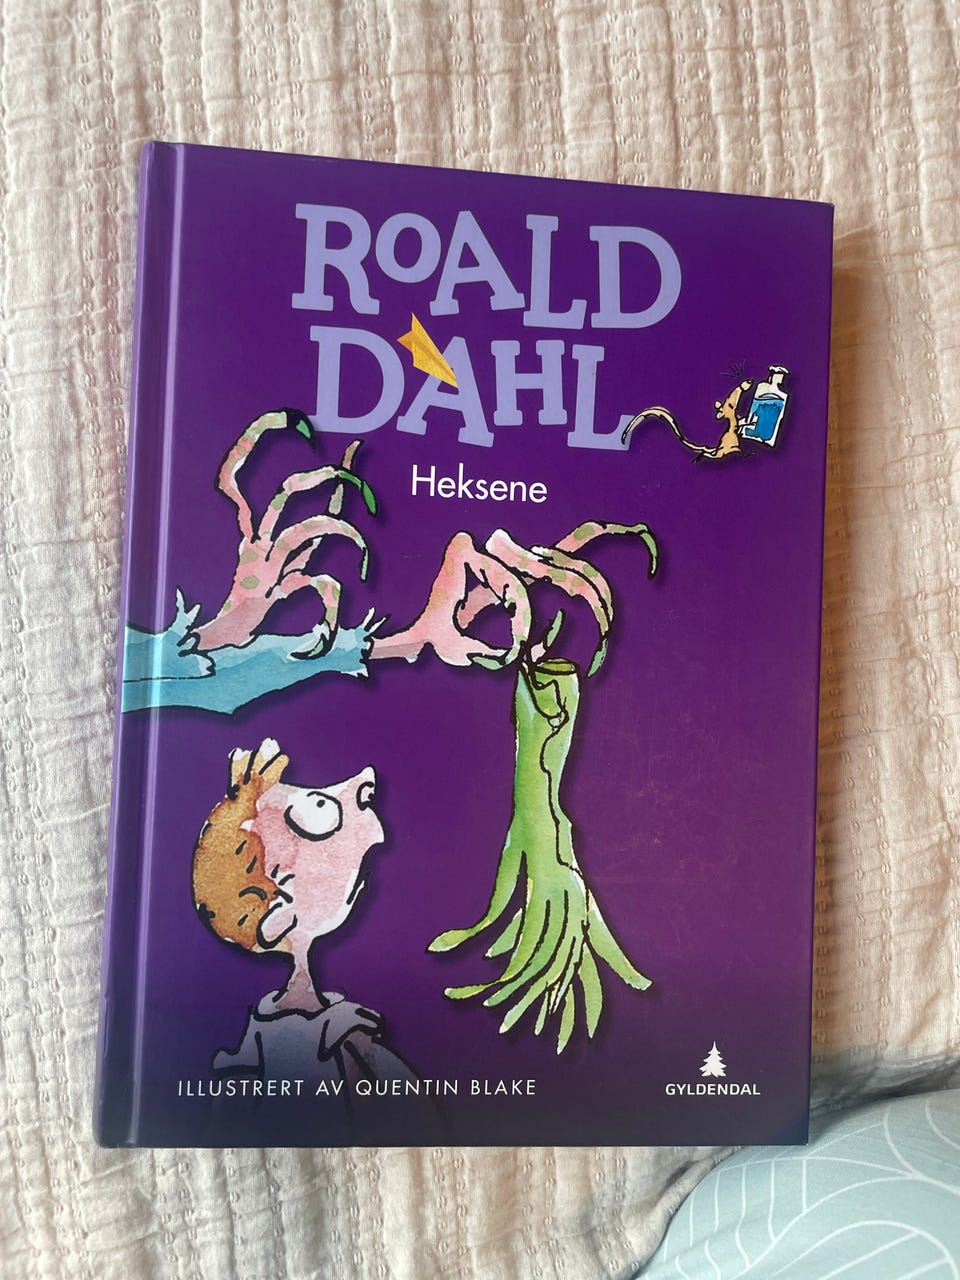 ROALD
DAHL
Heksene
ILLUSTRERT AV QUENTIN BLAKE
GYLDENDAL